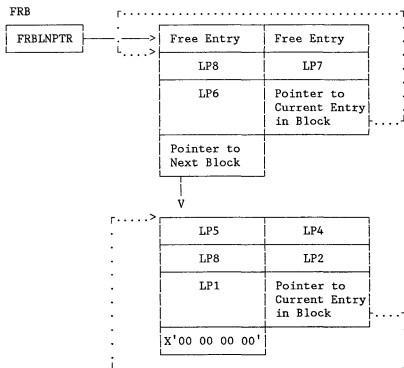 FRB
FRBLNPTR
Free Entry Free Entry
LP8 LP7
LP6 Pointer to
Current Entry
in Block
Pointer to
Next Block
V
LP5 LP4
LP8 LP2
LP1 Pointer to
Current Entry
in Block
X'00 00 00 00'